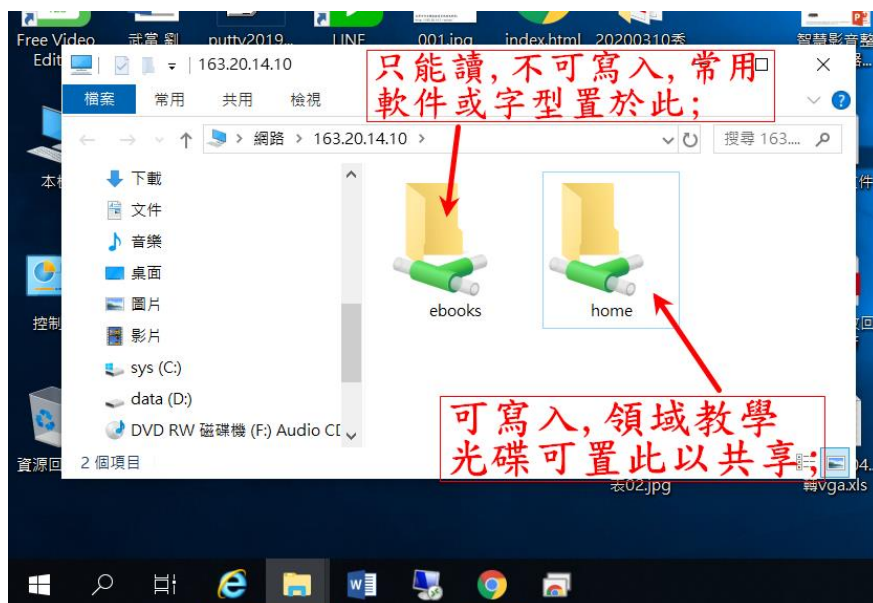 Free Video
武當 劉
putty2019...
LINE
001.jpg
index.html
20200310秀
智慧影音整
Edit
163.20.14.10
只能讀,不可寫入,常用
軟件或字型置於此;
檔案
常用
共用
檢視
網路 > 163.20.14.10 >
搜尋 163....
下載
文件
音樂
桌面
圖片
影片
sys (C:)
data (D:)
DVD RW 磁碟機 (F:) Audio CD
ebooks
home
可寫入,領域教學
光碟可置此以共享;
2 個項目
控制
資源回
表02.jpg
轉vga.xls